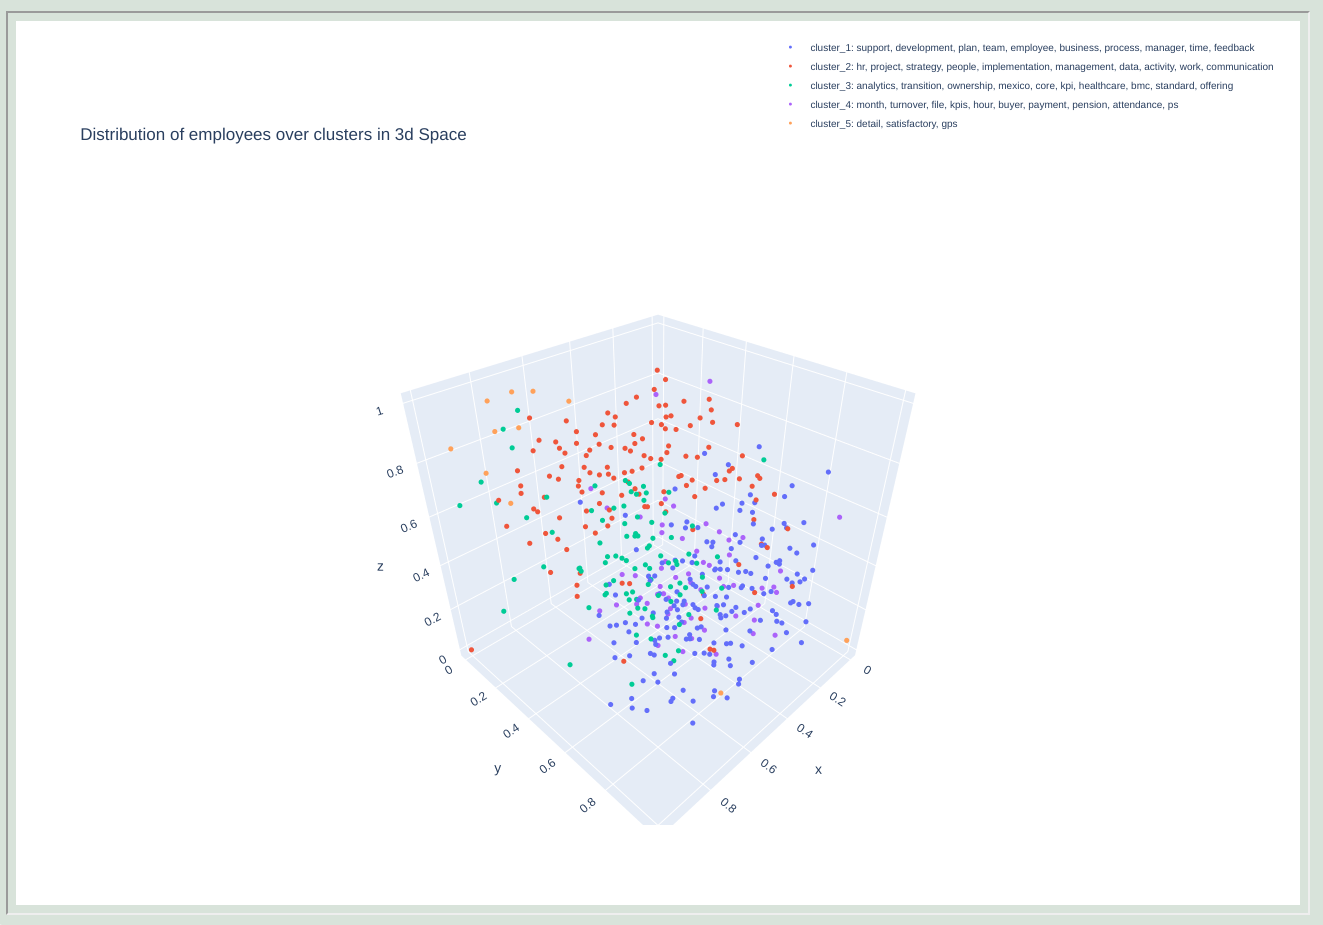 cluster_1: support, development, plan, team, employee, business, process, manager, time, feedback
cluster_2: hr, project, strategy, people, implementation, management, data, activity, work, communication
cluster_3: analytics, transition, ownership, mexico, core, kpi, healthcare, bmc, standard, offering
cluster_4: month, turnover, file, kpis, hour, buyer, payment, pension, attendance, ps
cluster_5: detail, satisfactory, gps
Distribution of employees over clusters in 3d Space
1
0.8
0.6
z
0.4
0.2
0
0
0.2
0.4
y
0.6
0.8
0
0.2
0.4
x
0.6
0.8